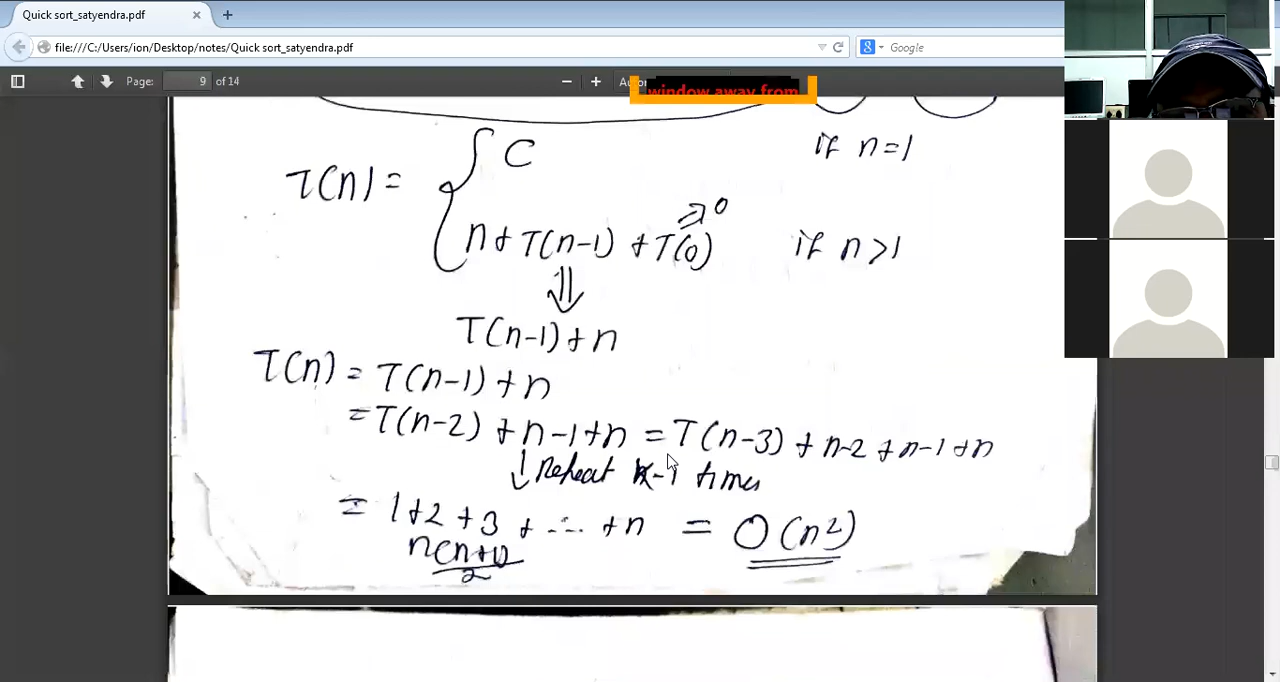 Quick sort_satyendra.pdf
file:///C:/Users/ion/Desktop/notes/Quick sort_satyendra.pdf
Google
Page: 9 of 14
window away from
C if n=1
T(n) = {
n + T(n-1) + T(0) ⇒ 0 if n>1
⇓
T(n-1) + n
T(n) = T(n-1) + n
= T(n-2) + n-1 + n = T(n-3) + n-2 + n-1 + n
↓ Repeat k-1 times
= 1+2+3 + ... + n = O(n2)
n(n+1)
2